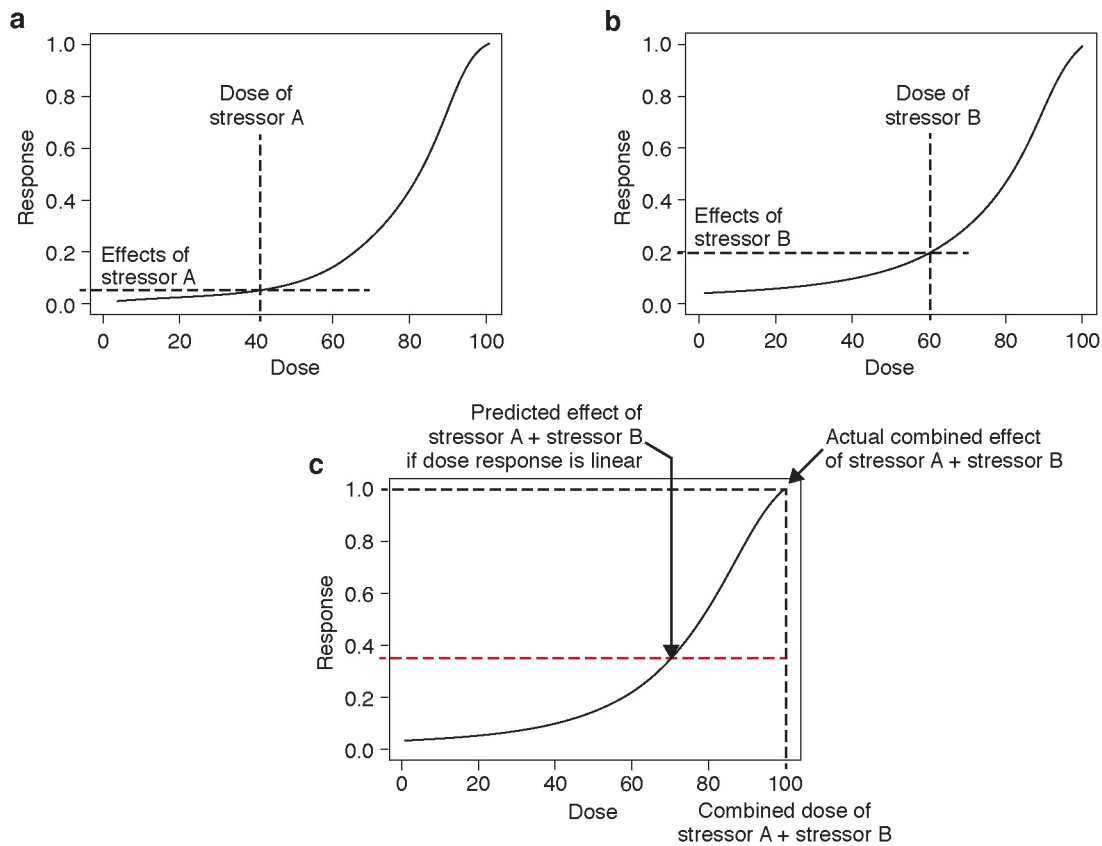 a
1.0
0.8
0.6
0.4
0.2
0.0
Response
Dose of
stressor A
Effects of
stressor A
0 20 40 60 80 100
Dose
b
1.0
0.8
0.6
0.4
0.2
0.0
Response
Dose of
stressor B
Effects of
stressor B
0 20 40 60 80 100
Dose
c
Predicted effect of
stressor A + stressor B
if dose response is linear
Actual combined effect
of stressor A + stressor B
1.0
0.8
0.6
0.4
0.2
0.0
Response
0 20 40 60 80 100
Dose
Combined dose of
stressor A + stressor B